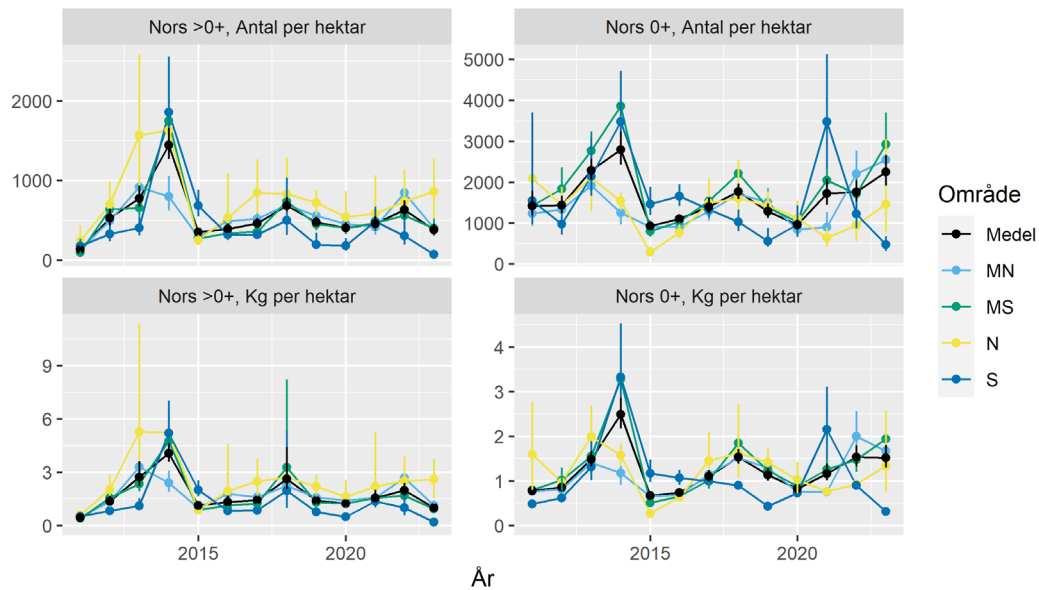 Nors >0+, Antal per hektar
Nors 0+, Antal per hektar
2000
1000
0
5000
4000
3000
2000
1000
0
Nors >0+, Kg per hektar
Nors 0+, Kg per hektar
9
6
3
0
4
3
2
1
0
2015
2020
2015
2020
År
Område
Medel
MN
MS
N
S